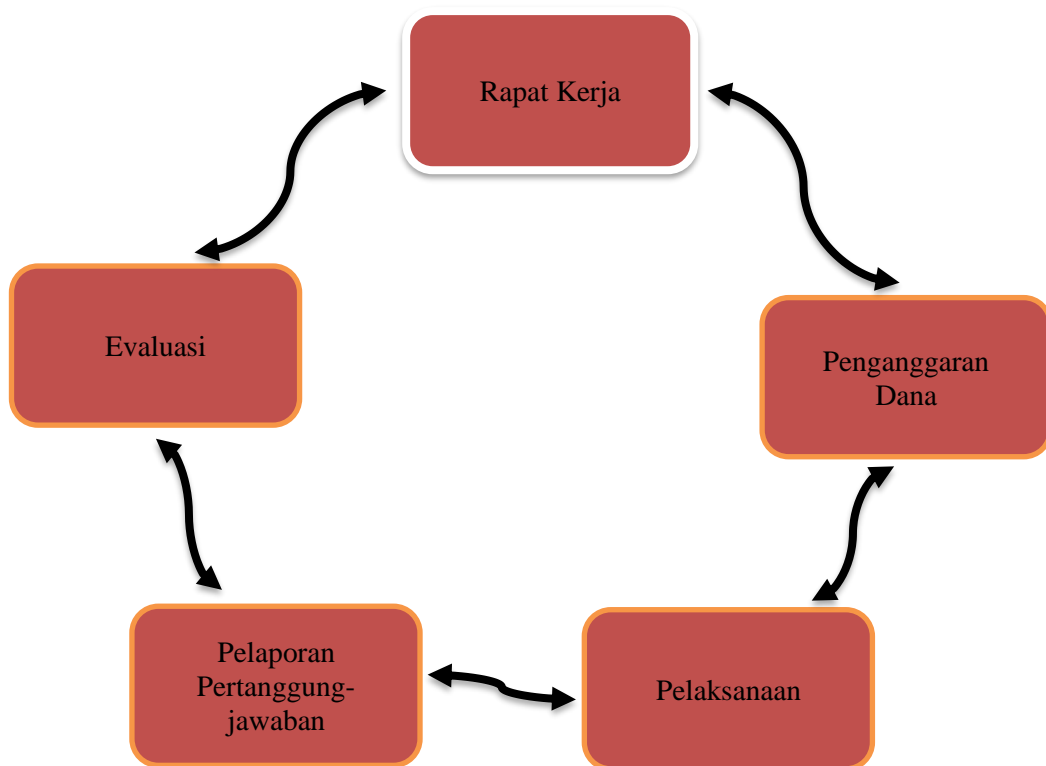 Rapat Kerja
Evaluasi
Penganggaran
Dana
Pelaporan
Pertanggung-
jawaban
Pelaksanaan